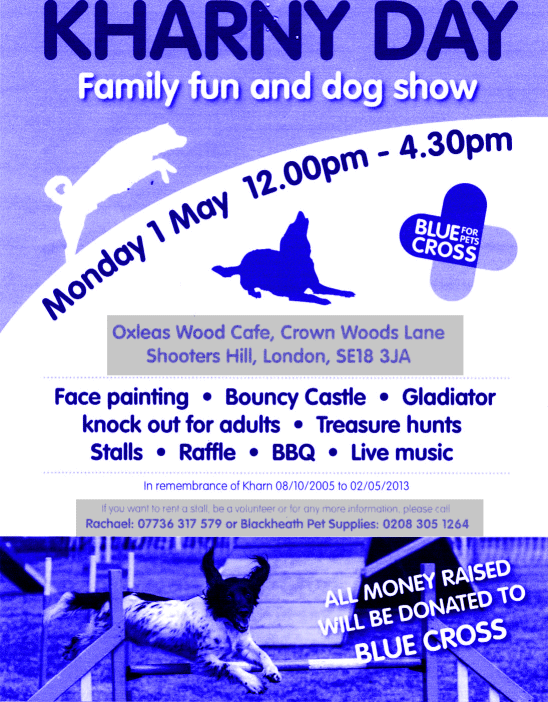 KHARNY DAY
Family fun and dog show
Monday 1 May 12.00pm - 4.30pm
BLUE FOR PETS
CROSS
Oxleas Wood Cafe, Crown Woods Lane
Shooters Hill, London, SE18 3JA
Face painting • Bouncy Castle • Gladiator
knock out for adults • Treasure hunts
Stalls • Raffle • BBQ • Live music
In remembrance of Kharn 08/10/2005 to 02/05/2013
If you want to rent a stall, be a volunteer or for any more information, please call
Rachael: 07736 317 579 or Blackheath Pet Supplies: 0208 305 1264
ALL MONEY RAISED
WILL BE DONATED TO
BLUE CROSS